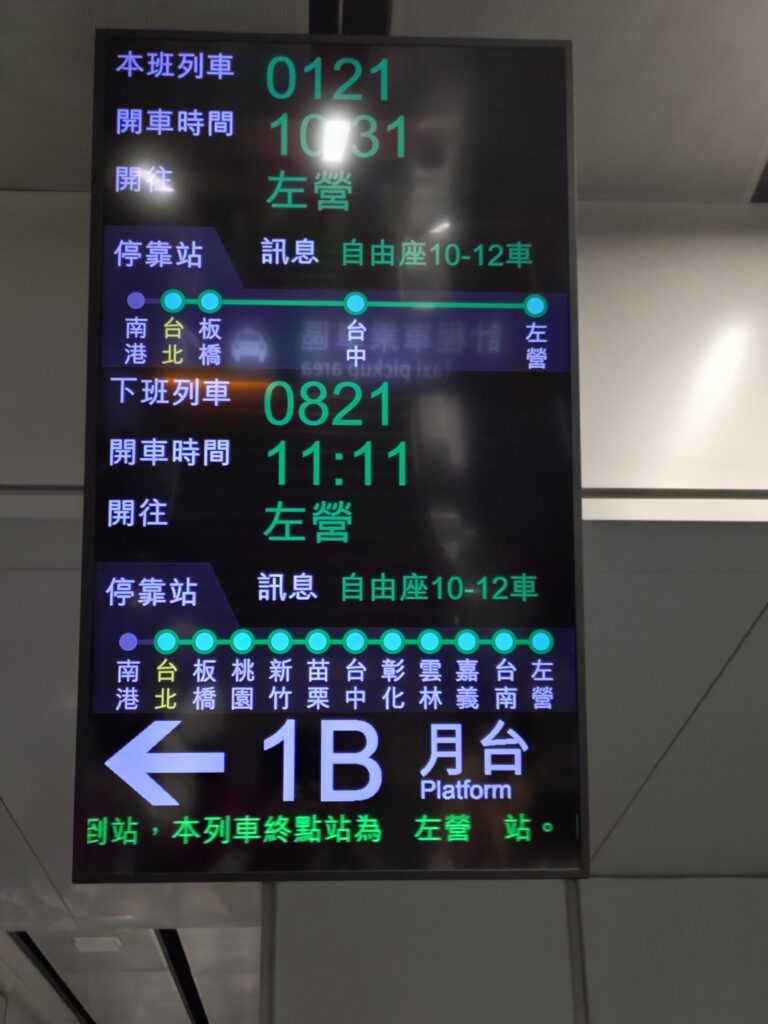 本班列車 0121
開車時間 10:31
開往 左營
停靠站 訊息 自由座10-12車
南港 台北 板橋 台中 左營
下班列車 0821
開車時間 11:11
開往 左營
停靠站 訊息 自由座10-12車
南港 台北 板橋 桃園 新竹 苗栗 台中 彰化 雲林 嘉義 台南 左營
1B 月台
Platform
到站，本列車終點站為 左營 站。